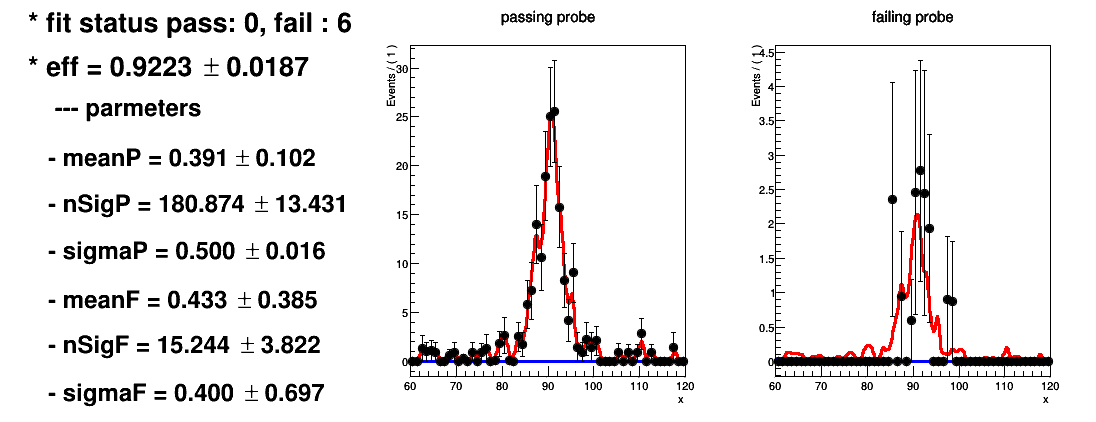 * fit status pass: 0, fail : 6
* eff = 0.9223 ± 0.0187
--- parmeters
- meanP = 0.391 ± 0.102
- nSigP = 180.874 ± 13.431
- sigmaP = 0.500 ± 0.016
- meanF = 0.433 ± 0.385
- nSigF = 15.244 ± 3.822
- sigmaF = 0.400 ± 0.697
passing probe
Events / ( 1 )
30
25
20
15
10
5
0
60 70 80 90 100 110 120
x
failing probe
Events / ( 1 )
4.5
4
3.5
3
2.5
2
1.5
1
0.5
0
60 70 80 90 100 110 120
x